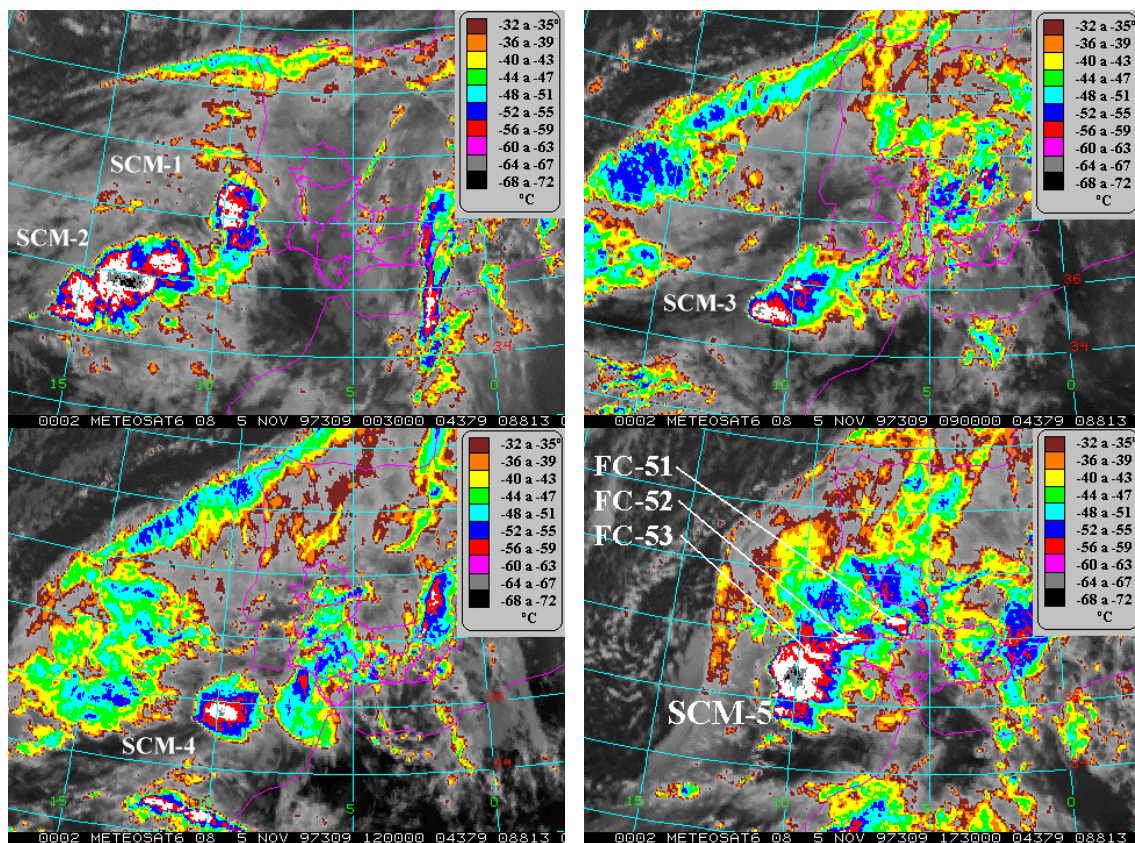 -32 a -35°
-36 a -39
-40 a -43
-44 a -47
-48 a -51
-52 a -55
-56 a -59
-60 a -63
-64 a -67
-68 a -72
°C
SCM-1
SCM-2
34
15
10
5
0
0002 METEOSAT6 08 5 NOV 97309 003000 04379 08813 0
-32 a -35°
-36 a -39
-40 a -43
-44 a -47
-48 a -51
-52 a -55
-56 a -59
-60 a -63
-64 a -67
-68 a -72
°C
SCM-3
36
34
15
10
5
0
0002 METEOSAT6 08 5 NOV 97309 090000 04379 08813 0
-32 a -35°
-36 a -39
-40 a -43
-44 a -47
-48 a -51
-52 a -55
-56 a -59
-60 a -63
-64 a -67
-68 a -72
°C
SCM-4
36
34
15
5
0
0002 METEOSAT6 08 5 NOV 97309 120000 04379 08813 0
-32 a -35°
-36 a -39
-40 a -43
-44 a -47
-48 a -51
-52 a -55
-56 a -59
-60 a -63
-64 a -67
-68 a -72
°C
FC-51
FC-52
FC-53
SCM-5
34
15
10
5
0
0002 METEOSAT6 08 5 NOV 97309 173000 04379 08813 0